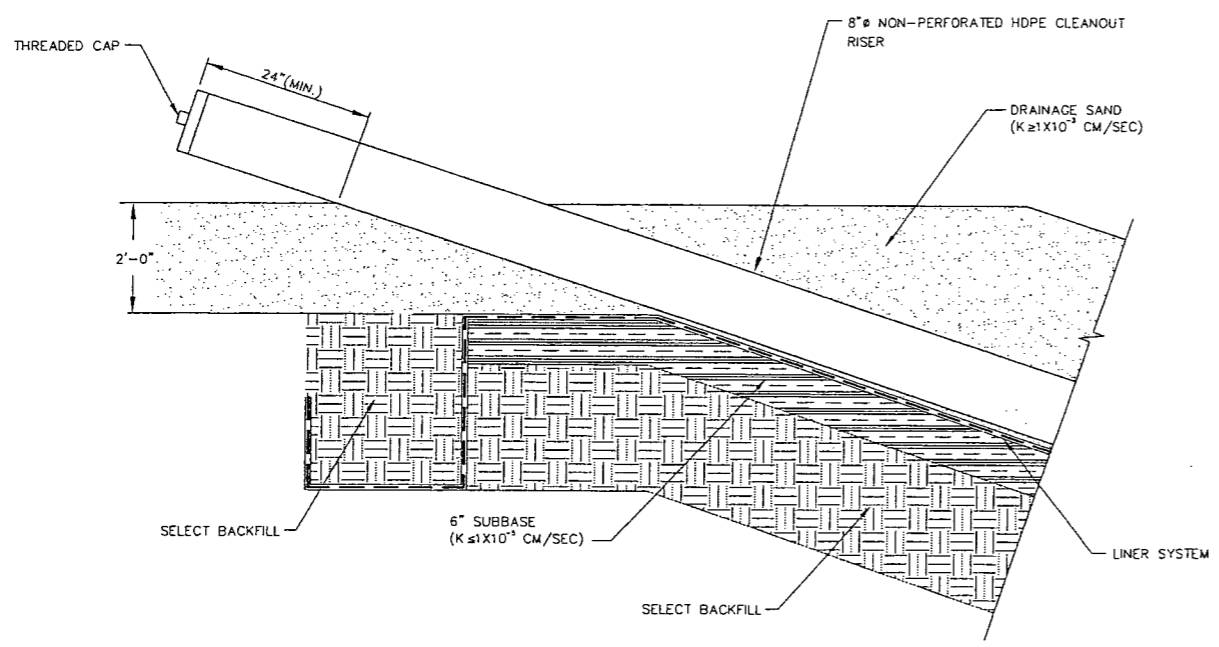 8"ø NON-PERFORATED HDPE CLEANOUT
RISER
THREADED CAP
24"(MIN.)
DRAINAGE SAND
(K≥1X10⁻³ CM/SEC)
2'-0"
SELECT BACKFILL
6" SUBBASE
(K≤1X10⁻⁵ CM/SEC)
LINER SYSTEM
SELECT BACKFILL